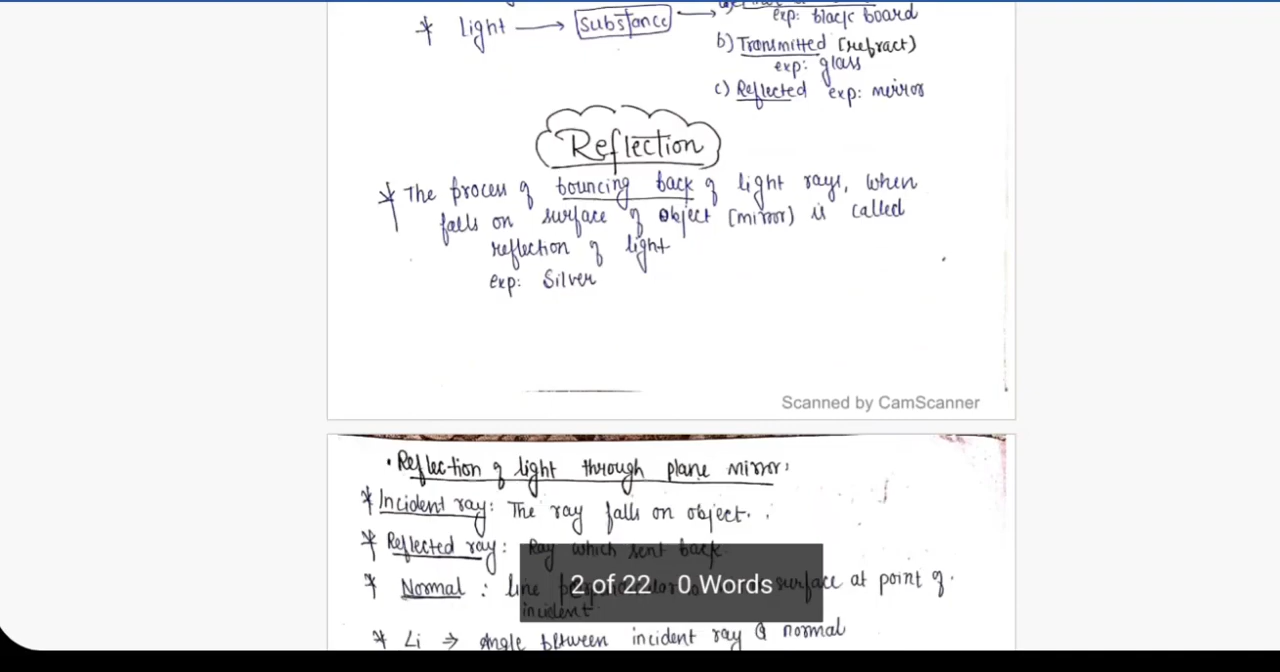 * light → Substance →
exp: black board
b) Transmitted (refract)
exp: glass
c) Reflected exp: mirror
Reflection
* The process of bouncing back of light rays, when
falls on surface of object (mirror) is called
reflection of light
exp: Silver
Scanned by CamScanner
• Reflection of light through plane mirror:
* Incident ray: The ray falls on object.
* Reflected ray: Ray which sent back.
* Normal : line surface at point of
2 of 22 0 Words
incident.
* Li → Angle between incident ray & normal